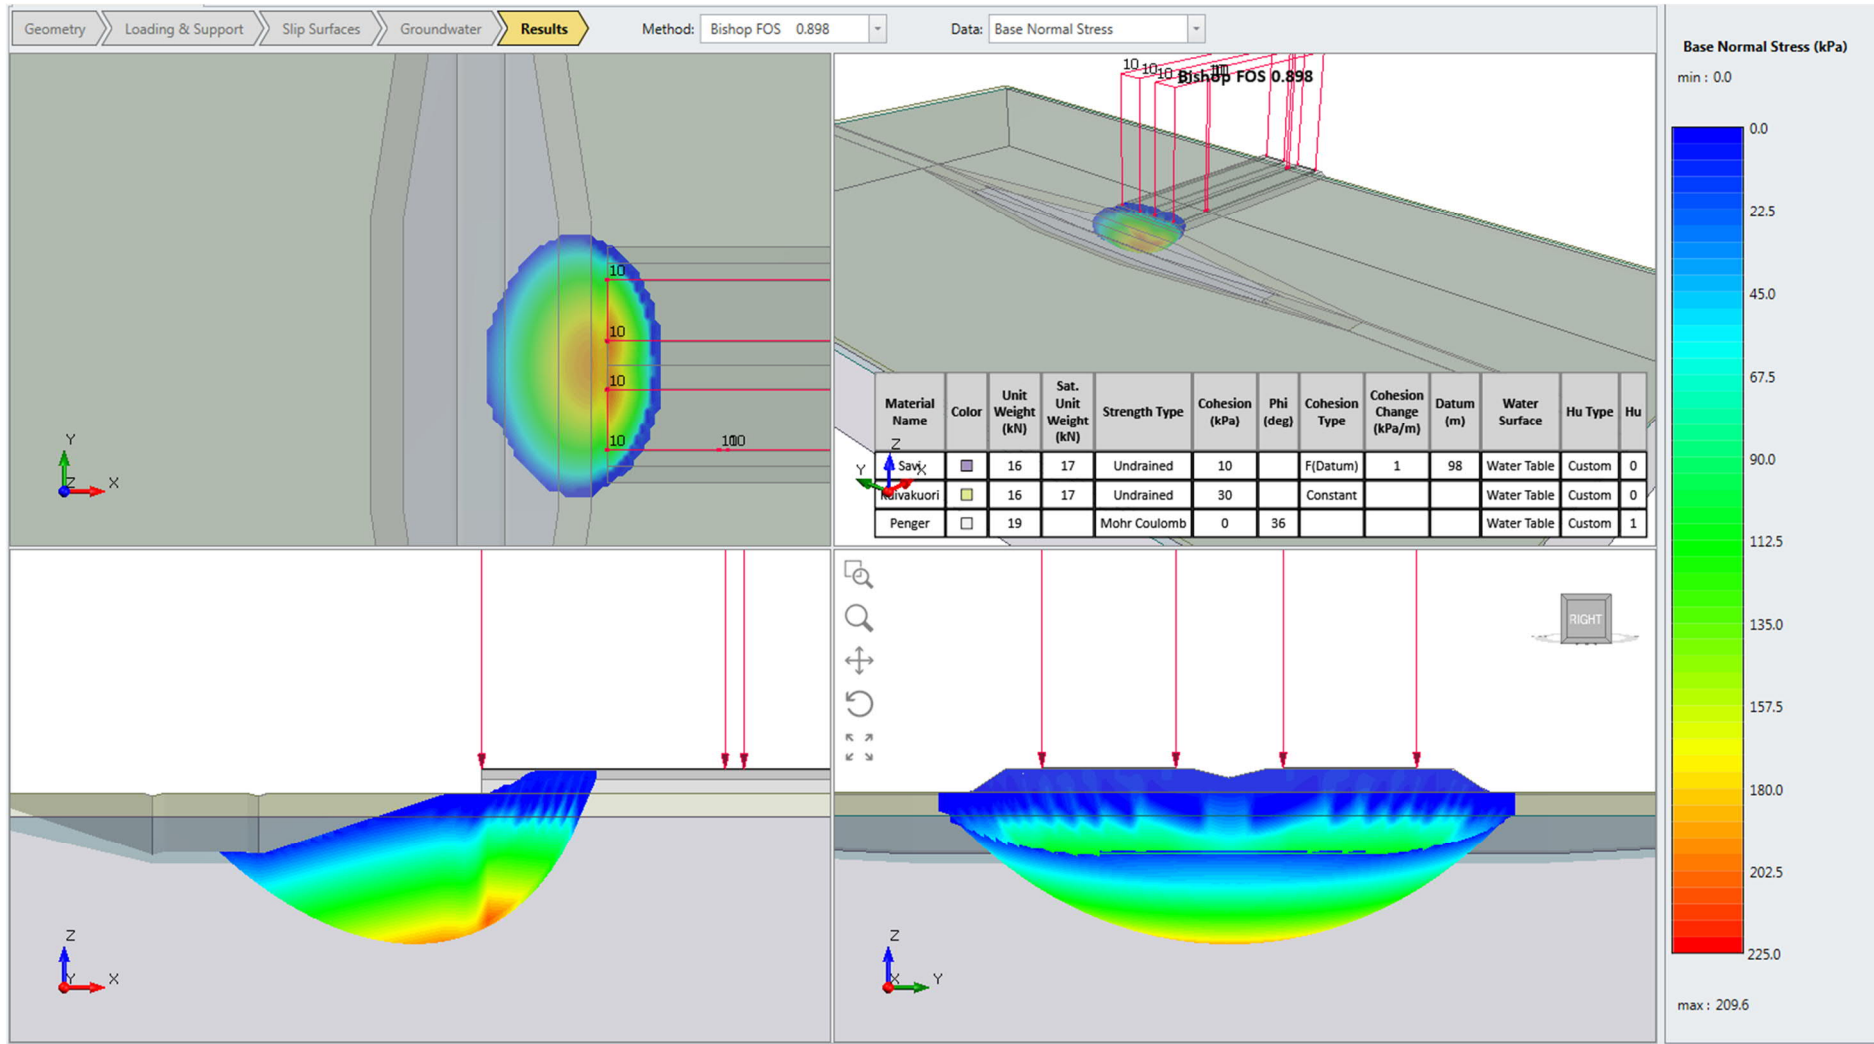 Geometry Loading & Support Slip Surfaces Groundwater Results Method: Bishop FOS 0.898 Data: Base Normal Stress
10
10
10
10
10 10
Y
Z X
10 10 10 10
Bishop FOS 0.898
Material Name Color Unit Weight (kN) Sat. Unit Weight (kN) Strength Type Cohesion (kPa) Phi (deg) Cohesion Type Cohesion Change (kPa/m) Datum (m) Water Surface Hu Type Hu
Savi 16 17 Undrained 10 F(Datum) 1 98 Water Table Custom 0
16 17 Undrained 30 Constant Water Table Custom 0
Penger 19 Mohr Coulomb 0 36 Water Table Custom 1
Z
Y X
Z
Y X
RIGHT
Z
X Y
Base Normal Stress (kPa)
min : 0.0
0.0
22.5
45.0
67.5
90.0
112.5
135.0
157.5
180.0
202.5
225.0
max : 209.6